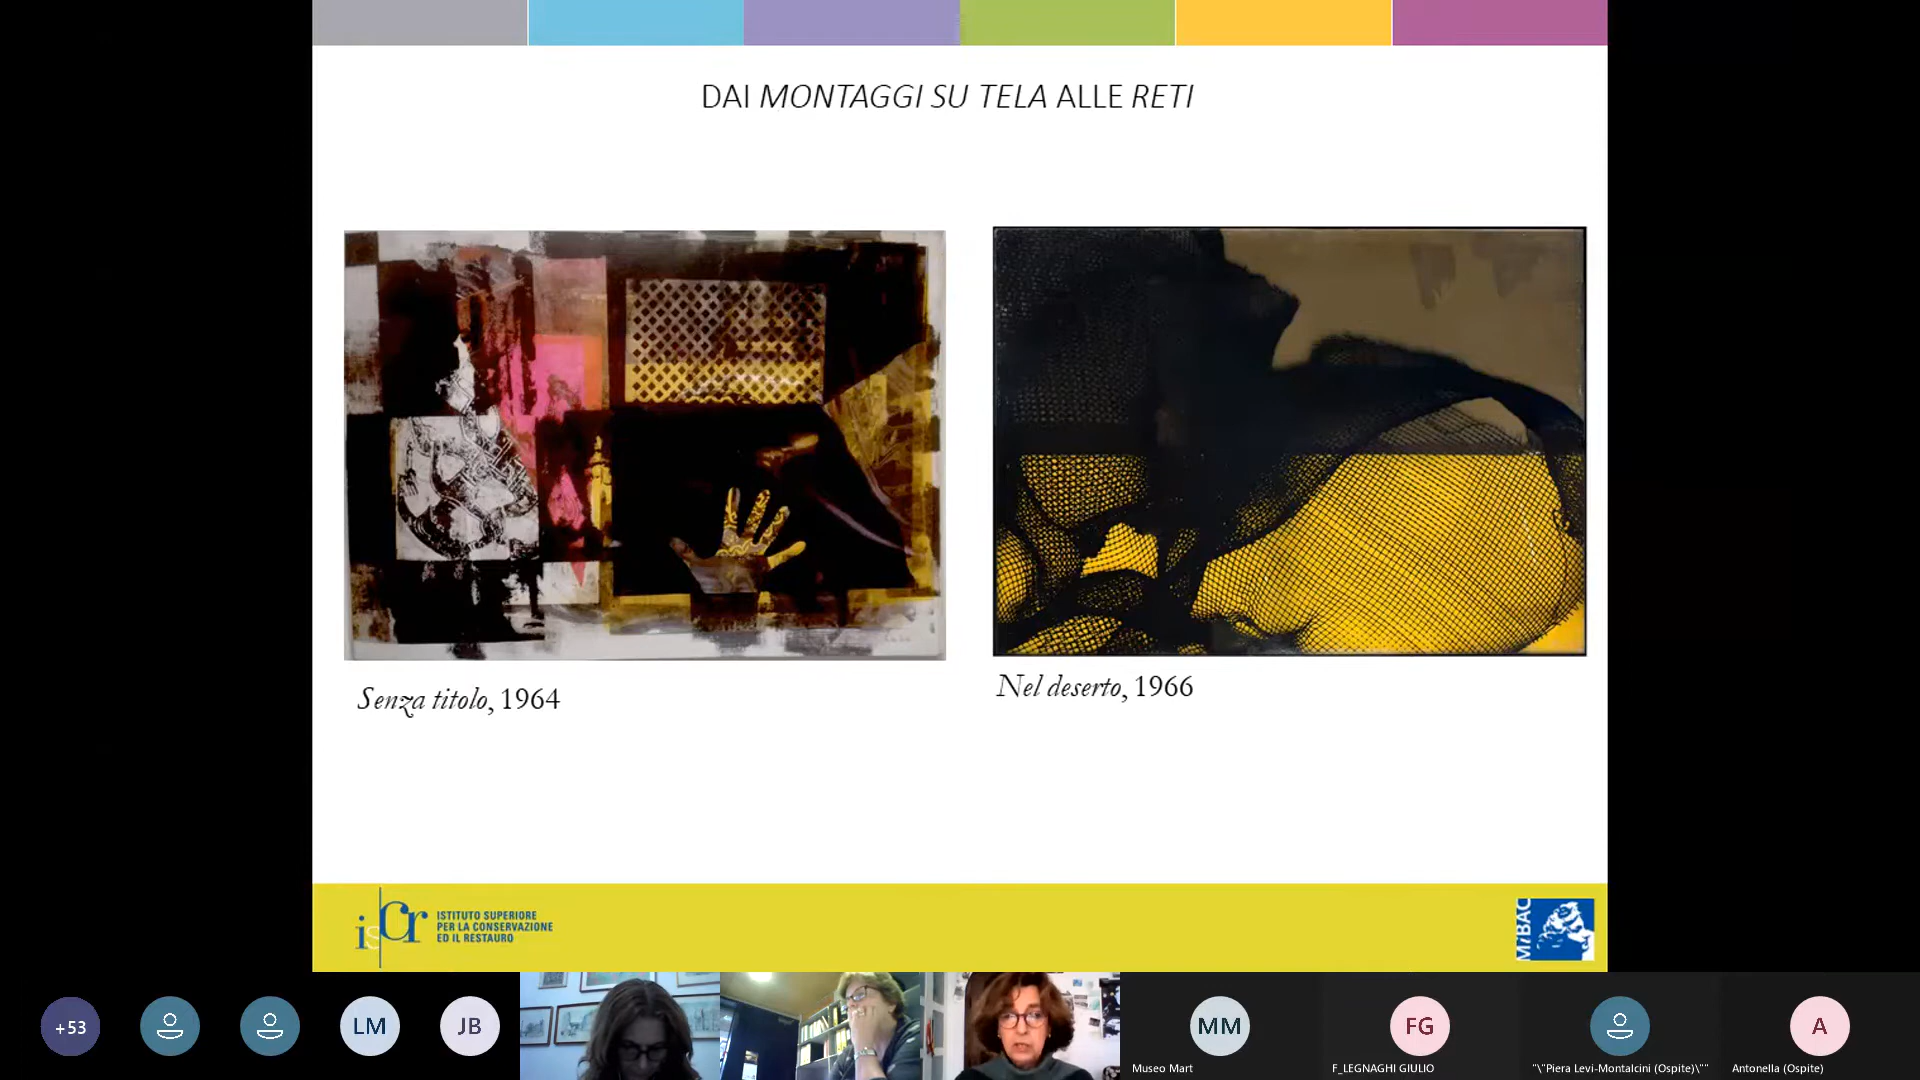 DAI MONTAGGI SU TELA ALLE RETI
Senza titolo, 1964
Nel deserto, 1966
isCr
ISTITUTO SUPERIORE
PER LA CONSERVAZIONE
ED IL RESTAURO
MiBAC
+53
LM
JB
MM
FG
A
Museo Mart
F_LEGNAGHI GIULIO
"\"Piera Levi-Montalcini (Ospite)\""
Antonella (Ospite)